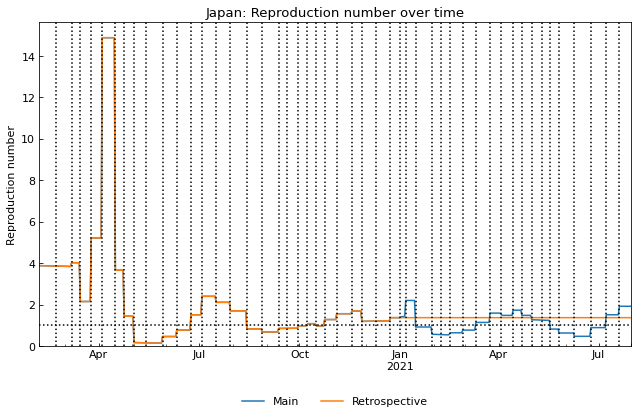 Japan: Reproduction number over time
Reproduction number
14
12
10
8
6
4
2
0
Apr Jul Oct Jan Apr Jul
2021
Main Retrospective